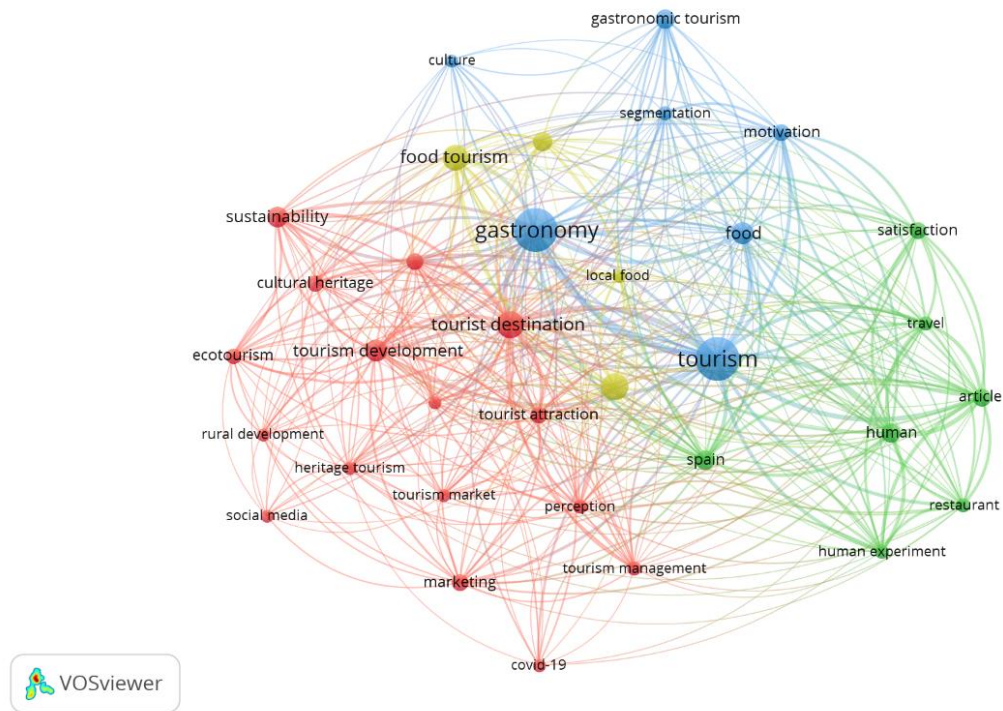 gastronomic tourism
culture
segmentation
motivation
food tourism
sustainability
gastronomy
food
satisfaction
local food
cultural heritage
tourist destination
travel
tourism development
ecotourism
tourism
article
tourist attraction
human
rural development
spain
heritage tourism
tourism market
perception
restaurant
social media
human experiment
tourism management
marketing
covid-19
VOSviewer